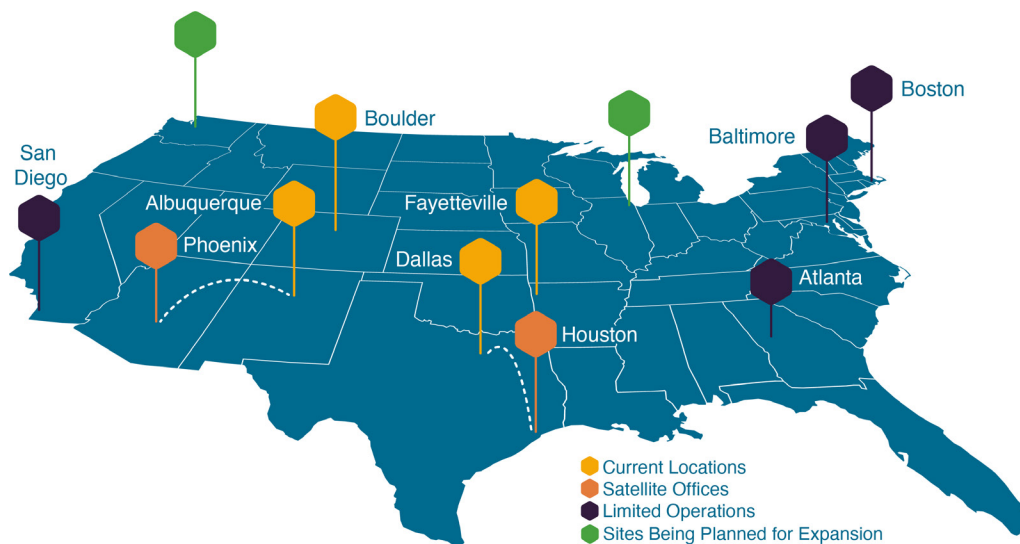 Boulder
Boston
Baltimore
San
Diego
Albuquerque
Fayetteville
Phoenix
Dallas
Atlanta
Houston
Current Locations
Satellite Offices
Limited Operations
Sites Being Planned for Expansion